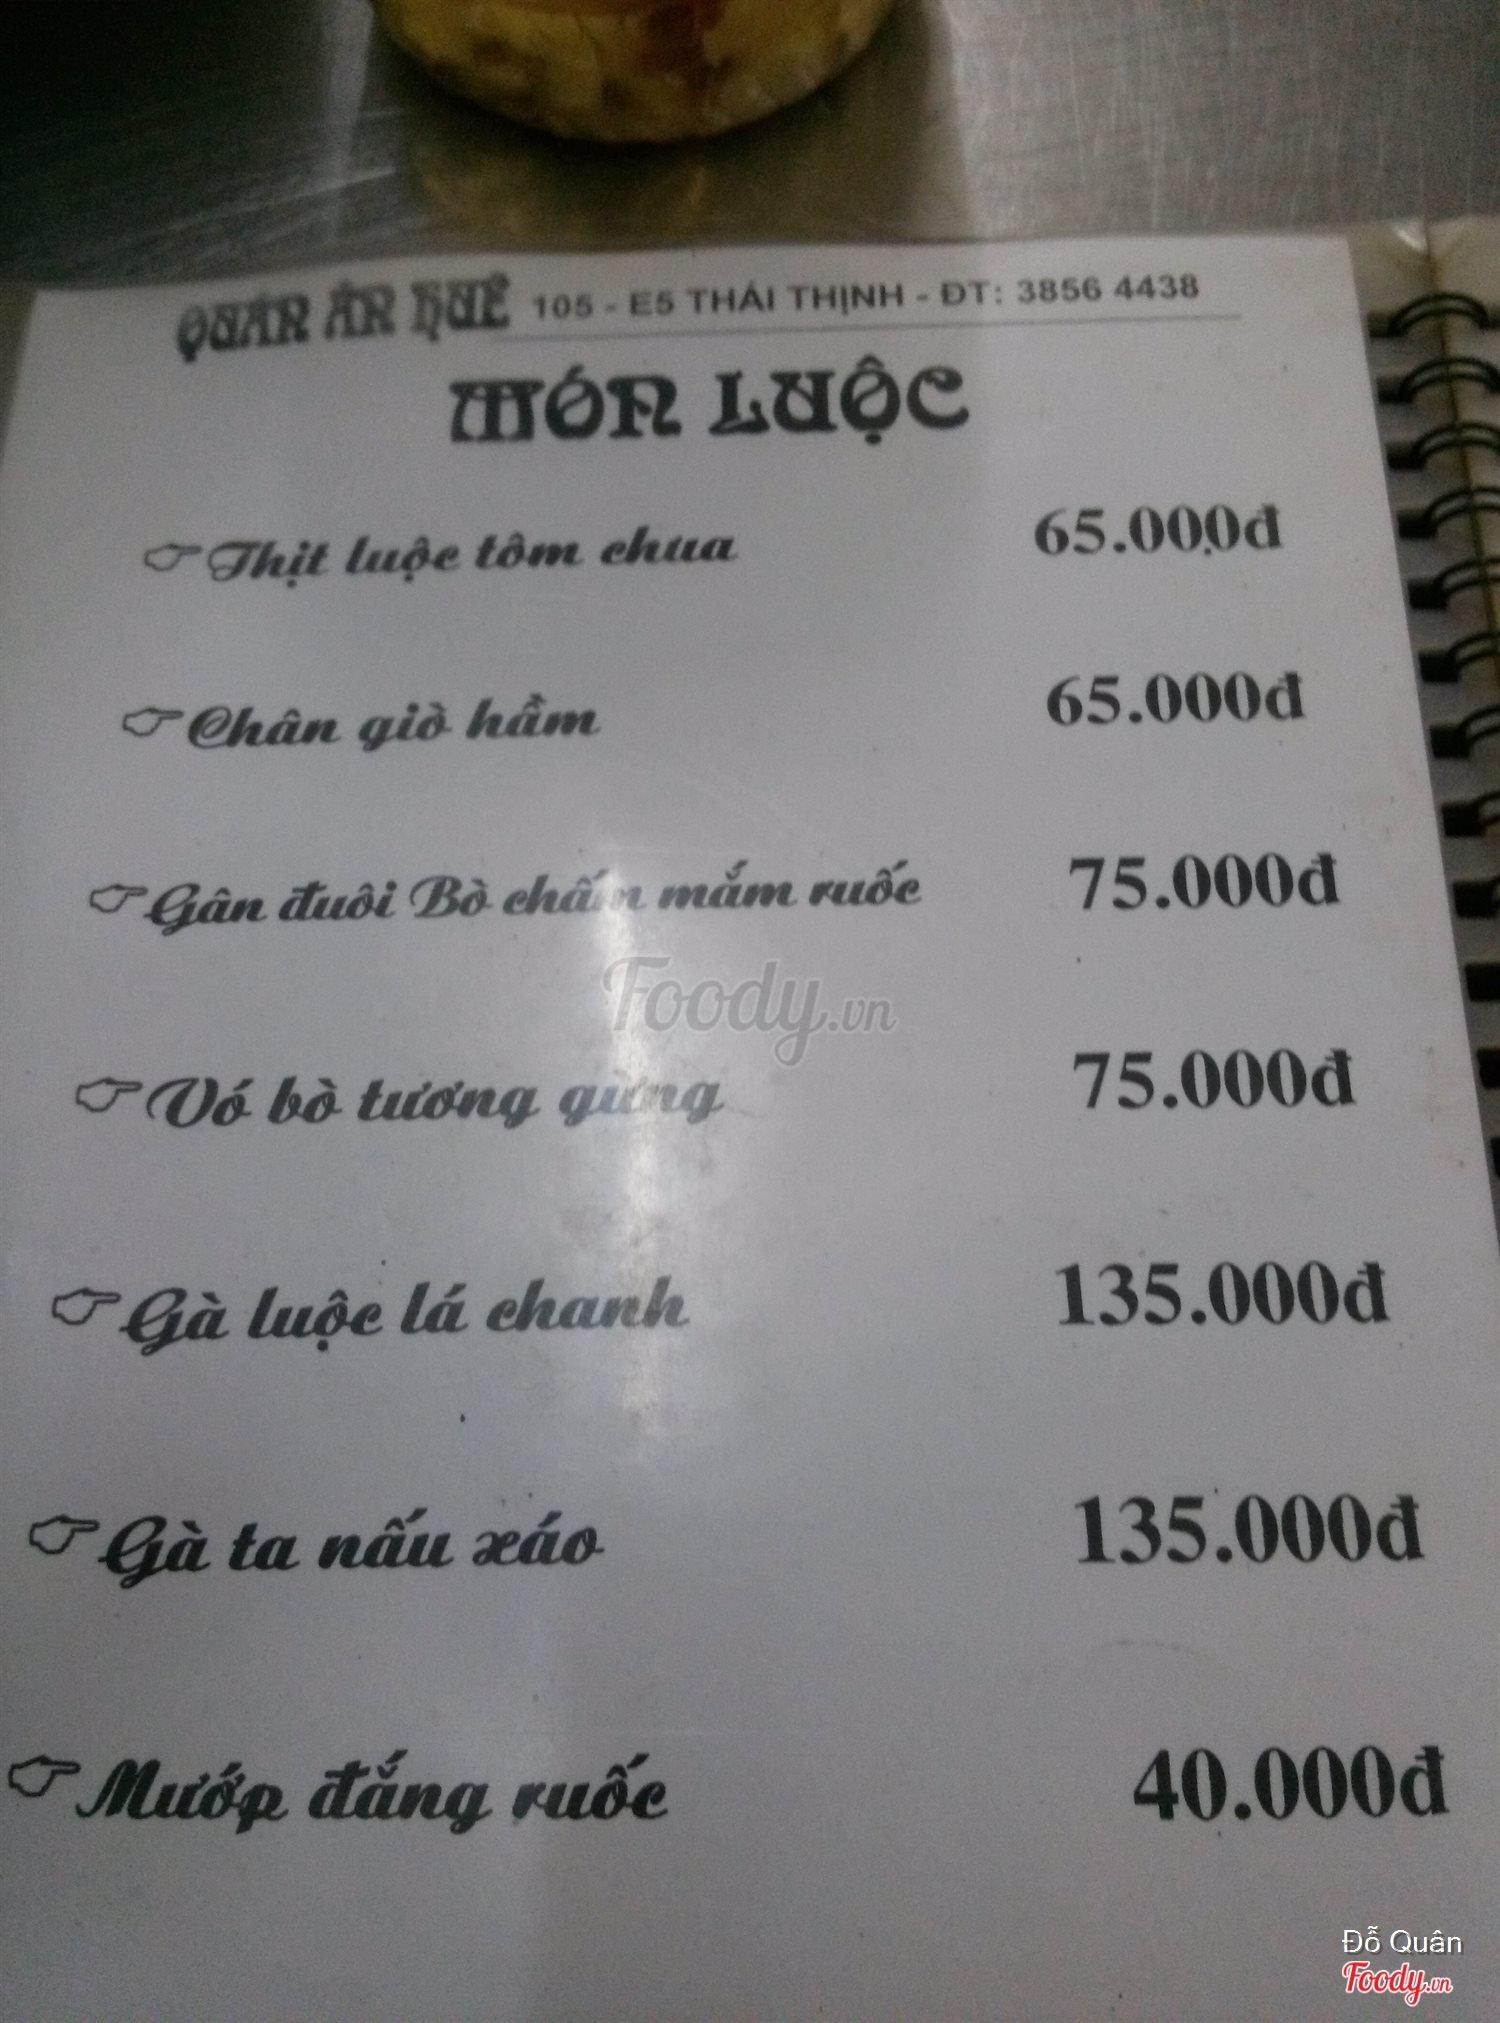 QUÁN ĂN HUẾ 105 - E5 THÁI THỊNH - ĐT: 3856 4438
MÓN LUỘC
Thịt luộc tôm chua 65.000đ
Chân giò hầm 65.000đ
Gân đuôi Bò chấm mắm ruốc 75.000đ
Foody.vn
Vó bò tương gừng 75.000đ
Gà luộc lá chanh 135.000đ
Gà ta nấu xáo 135.000đ
Mướp đắng ruốc 40.000đ
Đỗ Quân
Foody.vn